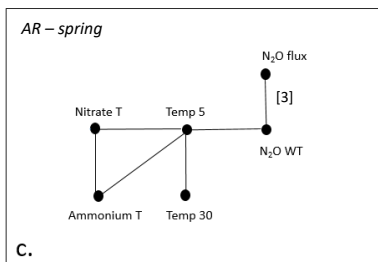 AR – spring
N₂O flux
[3]
Nitrate T Temp 5
N₂O WT
Ammonium T Temp 30
c.